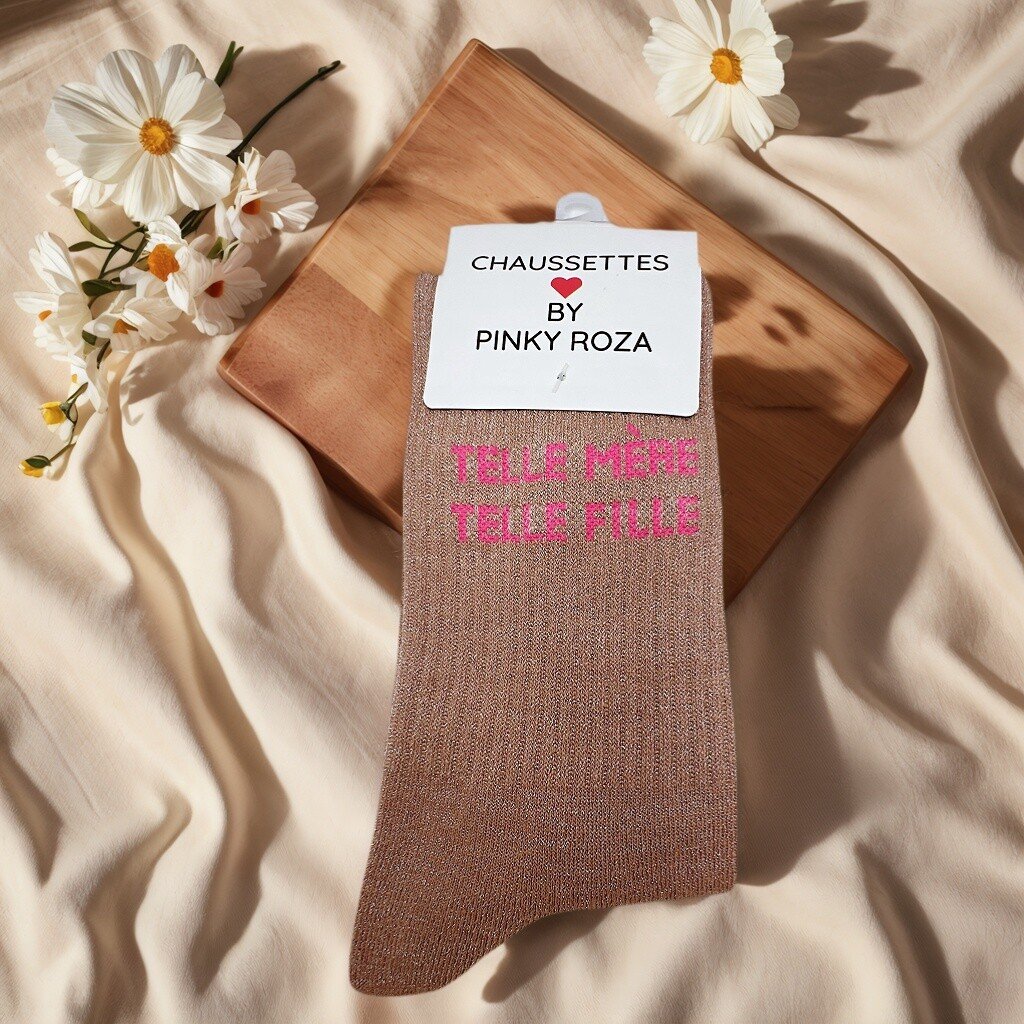 CHAUSSETTES
❤
BY
PINKY ROZA
TELLE MÈRE
TELLE FILLE